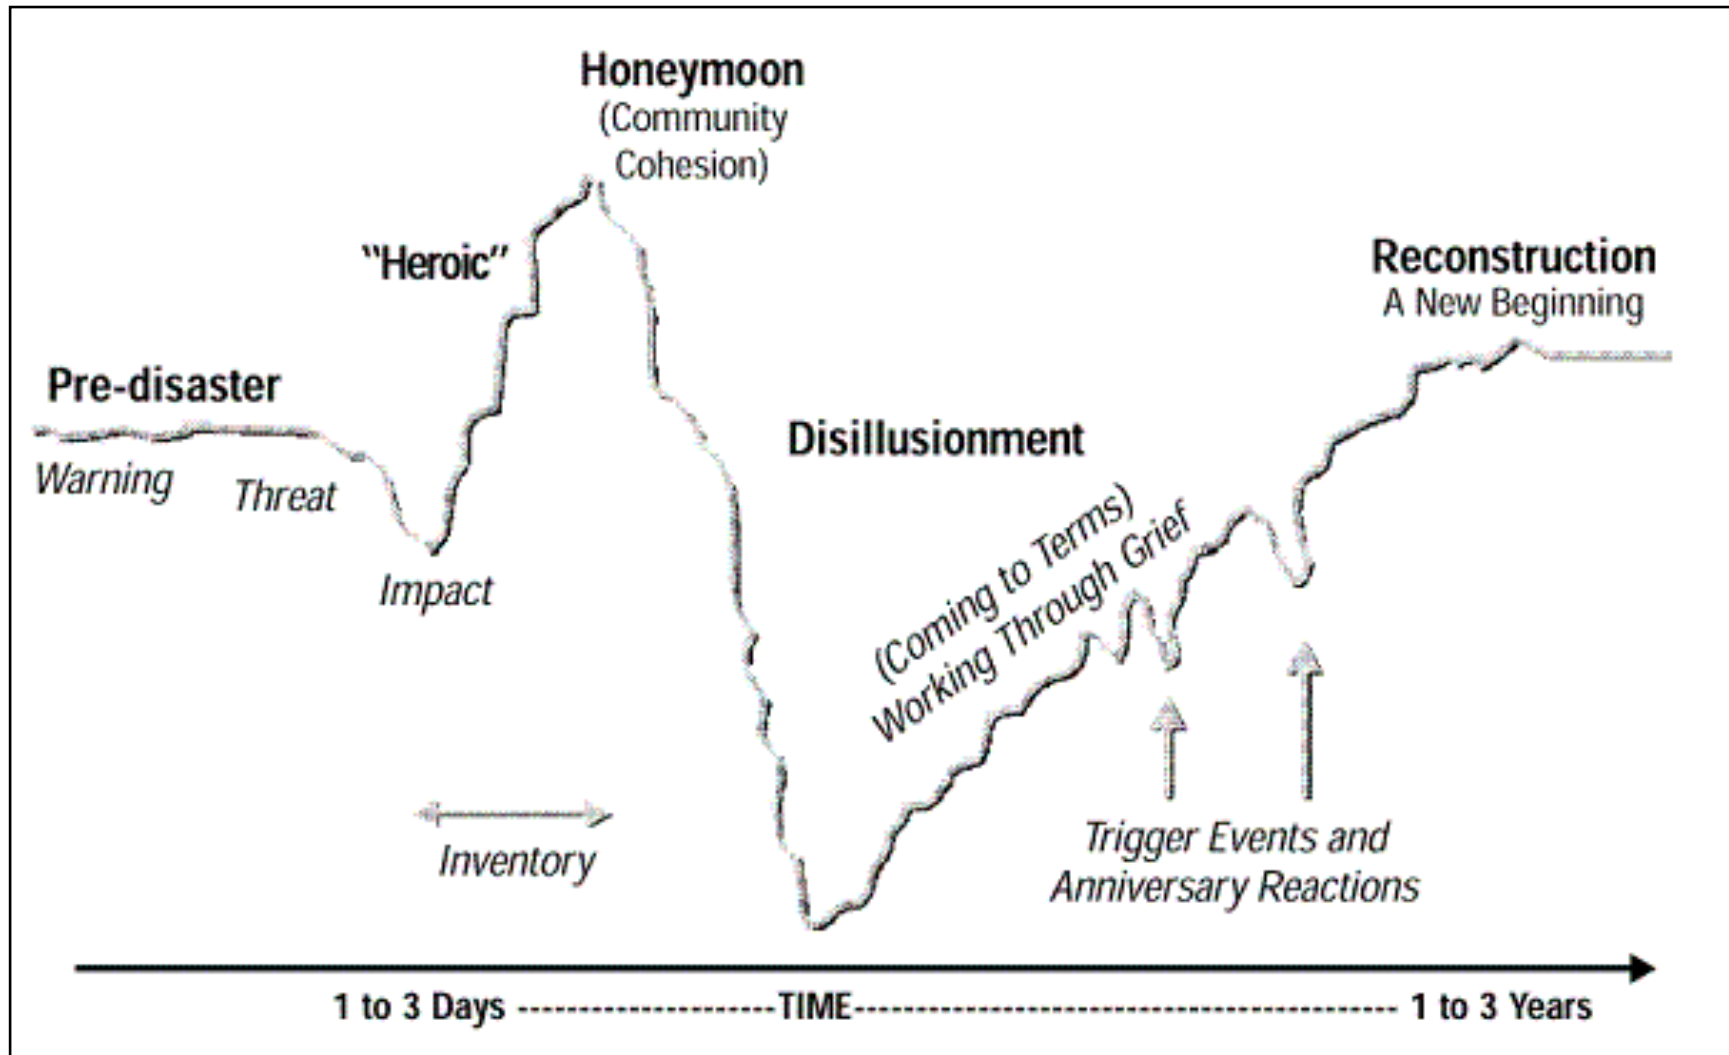 Honeymoon
(Community
Cohesion)
"Heroic"
Reconstruction
A New Beginning
Pre-disaster
Warning
Threat
Impact
Disillusionment
(Coming to Terms)
Working Through Grief
Inventory
Trigger Events and
Anniversary Reactions
1 to 3 Days ---------------------TIME-------------------------------------------- 1 to 3 Years